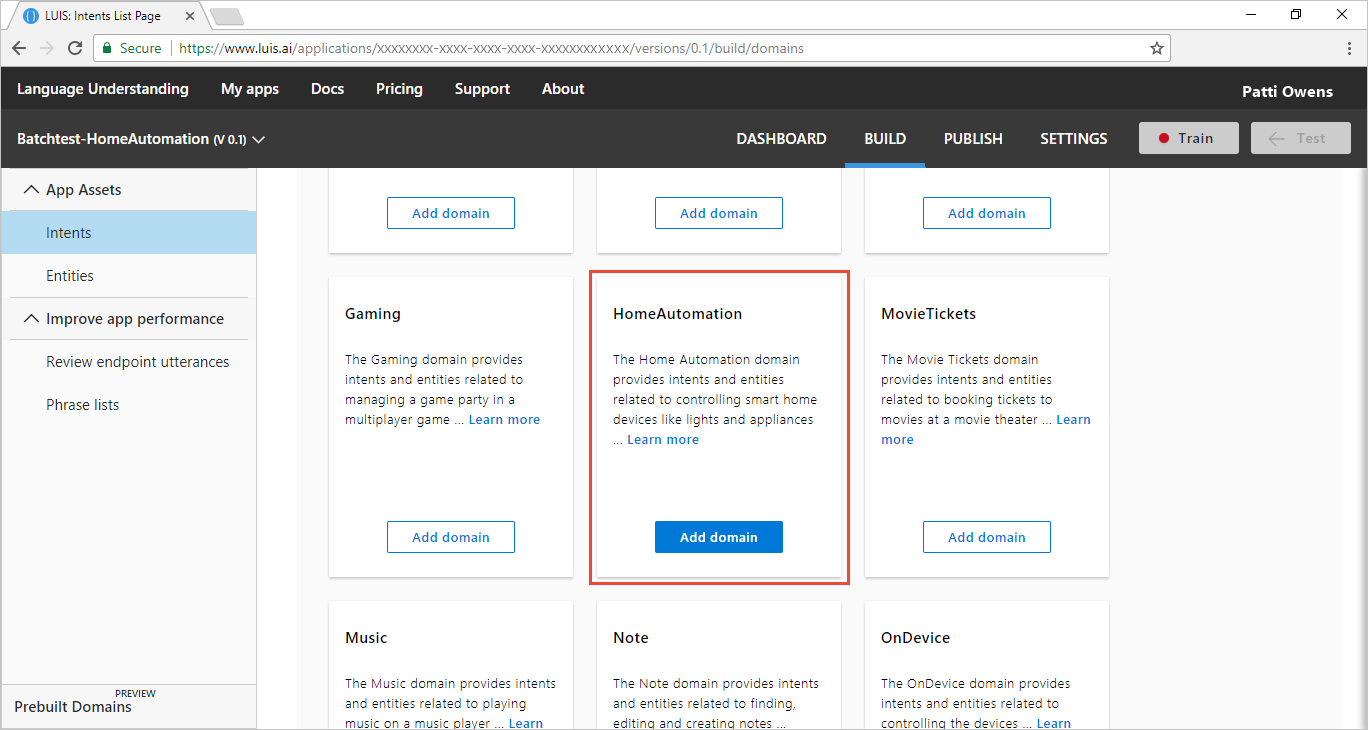 LUIS: Intents List Page
Secure
https://www.luis.ai/applications/xxxxxxxx-xxxx-xxxx-xxxx-xxxxxxxxxxxx/versions/0.1/build/domains
Language Understanding My apps Docs Pricing Support About Patti Owens
Batchtest-HomeAutomation (V 0.1) DASHBOARD BUILD PUBLISH SETTINGS Train Test
App Assets
Intents
Entities
Improve app performance
Review endpoint utterances
Phrase lists
PREVIEW
Prebuilt Domains
Add domain
Add domain
Add domain
Gaming
The Gaming domain provides
intents and entities related to
managing a game party in a
multiplayer game ... Learn more
Add domain
HomeAutomation
The Home Automation domain
provides intents and entities
related to controlling smart home
devices like lights and appliances
... Learn more
Add domain
MovieTickets
The Movie Tickets domain
provides intents and entities
related to booking tickets to
movies at a movie theater ... Learn
more
Add domain
Music
The Music domain provides intents
and entities related to playing
music on a music player ... Learn
Note
The Note domain provides intents
and entities related to finding,
editing and creating notes ...
OnDevice
The OnDevice domain provides
intents and entities related to
controlling the devices ... Learn